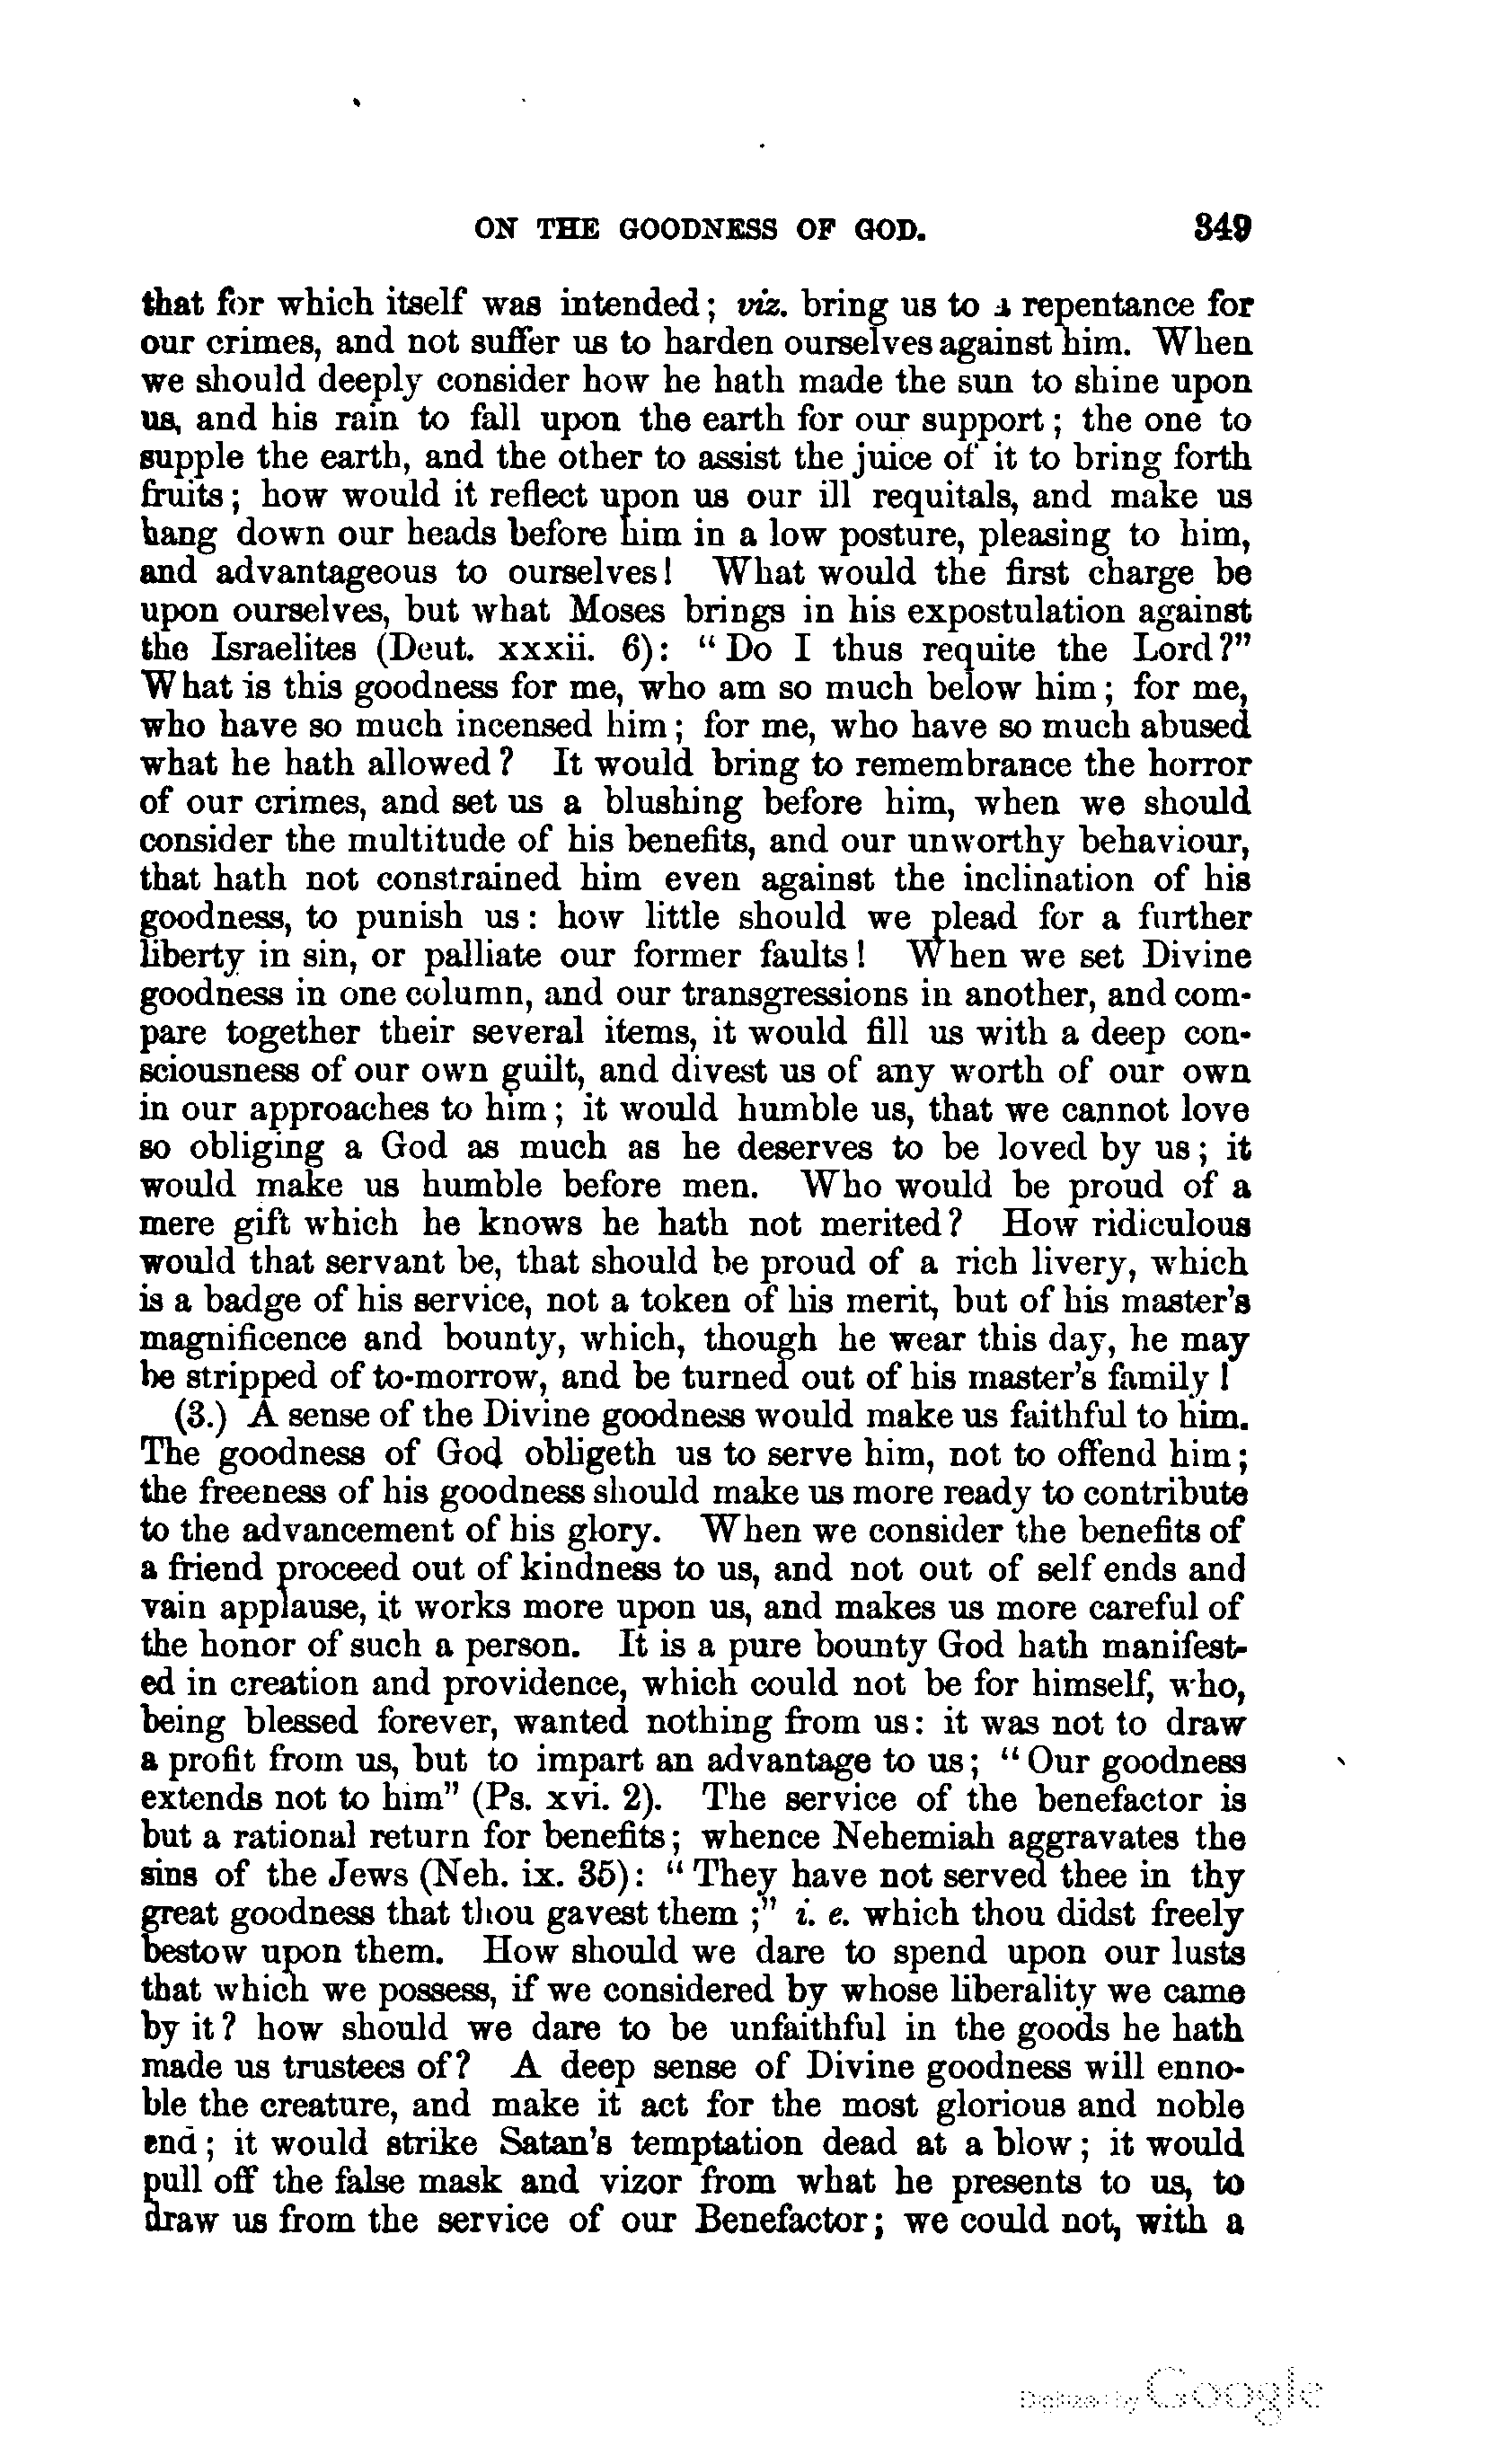 ON THE GOODNESS OF GOD. 349
that for which itself was intended; viz. bring us to a repentance for
our crimes, and not suffer us to harden ourselves against him. When
we should deeply consider how he hath made the sun to shine upon
us, and his rain to fall upon the earth for our support; the one to
supple the earth, and the other to assist the juice of it to bring forth
fruits; how would it reflect upon us our ill requitals, and make us
hang down our heads before him in a low posture, pleasing to him,
and advantageous to ourselves! What would the first charge be
upon ourselves, but what Moses brings in his expostulation against
the Israelites (Deut. xxxii. 6): "Do I thus requite the Lord?"
What is this goodness for me, who am so much below him; for me,
who have so much incensed him; for me, who have so much abused
what he hath allowed? It would bring to remembrance the horror
of our crimes, and set us a blushing before him, when we should
consider the multitude of his benefits, and our unworthy behaviour,
that hath not constrained him even against the inclination of his
goodness, to punish us: how little should we plead for a further
liberty in sin, or palliate our former faults! When we set Divine
goodness in one column, and our transgressions in another, and com-
pare together their several items, it would fill us with a deep con-
sciousness of our own guilt, and divest us of any worth of our own
in our approaches to him; it would humble us, that we cannot love
so obliging a God as much as he deserves to be loved by us; it
would make us humble before men. Who would be proud of a
mere gift which he knows he hath not merited? How ridiculous
would that servant be, that should be proud of a rich livery, which
is a badge of his service, not a token of his merit, but of his master's
magnificence and bounty, which, though he wear this day, he may
be stripped of to-morrow, and be turned out of his master's family!
(3.) A sense of the Divine goodness would make us faithful to him.
The goodness of God obligeth us to serve him, not to offend him;
the freeness of his goodness should make us more ready to contribute
to the advancement of his glory. When we consider the benefits of
a friend proceed out of kindness to us, and not out of self ends and
vain applause, it works more upon us, and makes us more careful of
the honor of such a person. It is a pure bounty God hath manifest-
ed in creation and providence, which could not be for himself, who,
being blessed forever, wanted nothing from us: it was not to draw
a profit from us, but to impart an advantage to us; "Our goodness
extends not to him" (Ps. xvi. 2). The service of the benefactor is
but a rational return for benefits; whence Nehemiah aggravates the
sins of the Jews (Neh. ix. 35): "They have not served thee in thy
great goodness that thou gavest them;" i. e. which thou didst freely
bestow upon them. How should we dare to spend upon our lusts
that which we possess, if we considered by whose liberality we came
by it? how should we dare to be unfaithful in the goods he hath
made us trustees of? A deep sense of Divine goodness will enno-
ble the creature, and make it act for the most glorious and noble
end; it would strike Satan's temptation dead at a blow; it would
pull off the false mask and vizor from what he presents to us, to
draw us from the service of our Benefactor; we could not, with a
Digitized by Google